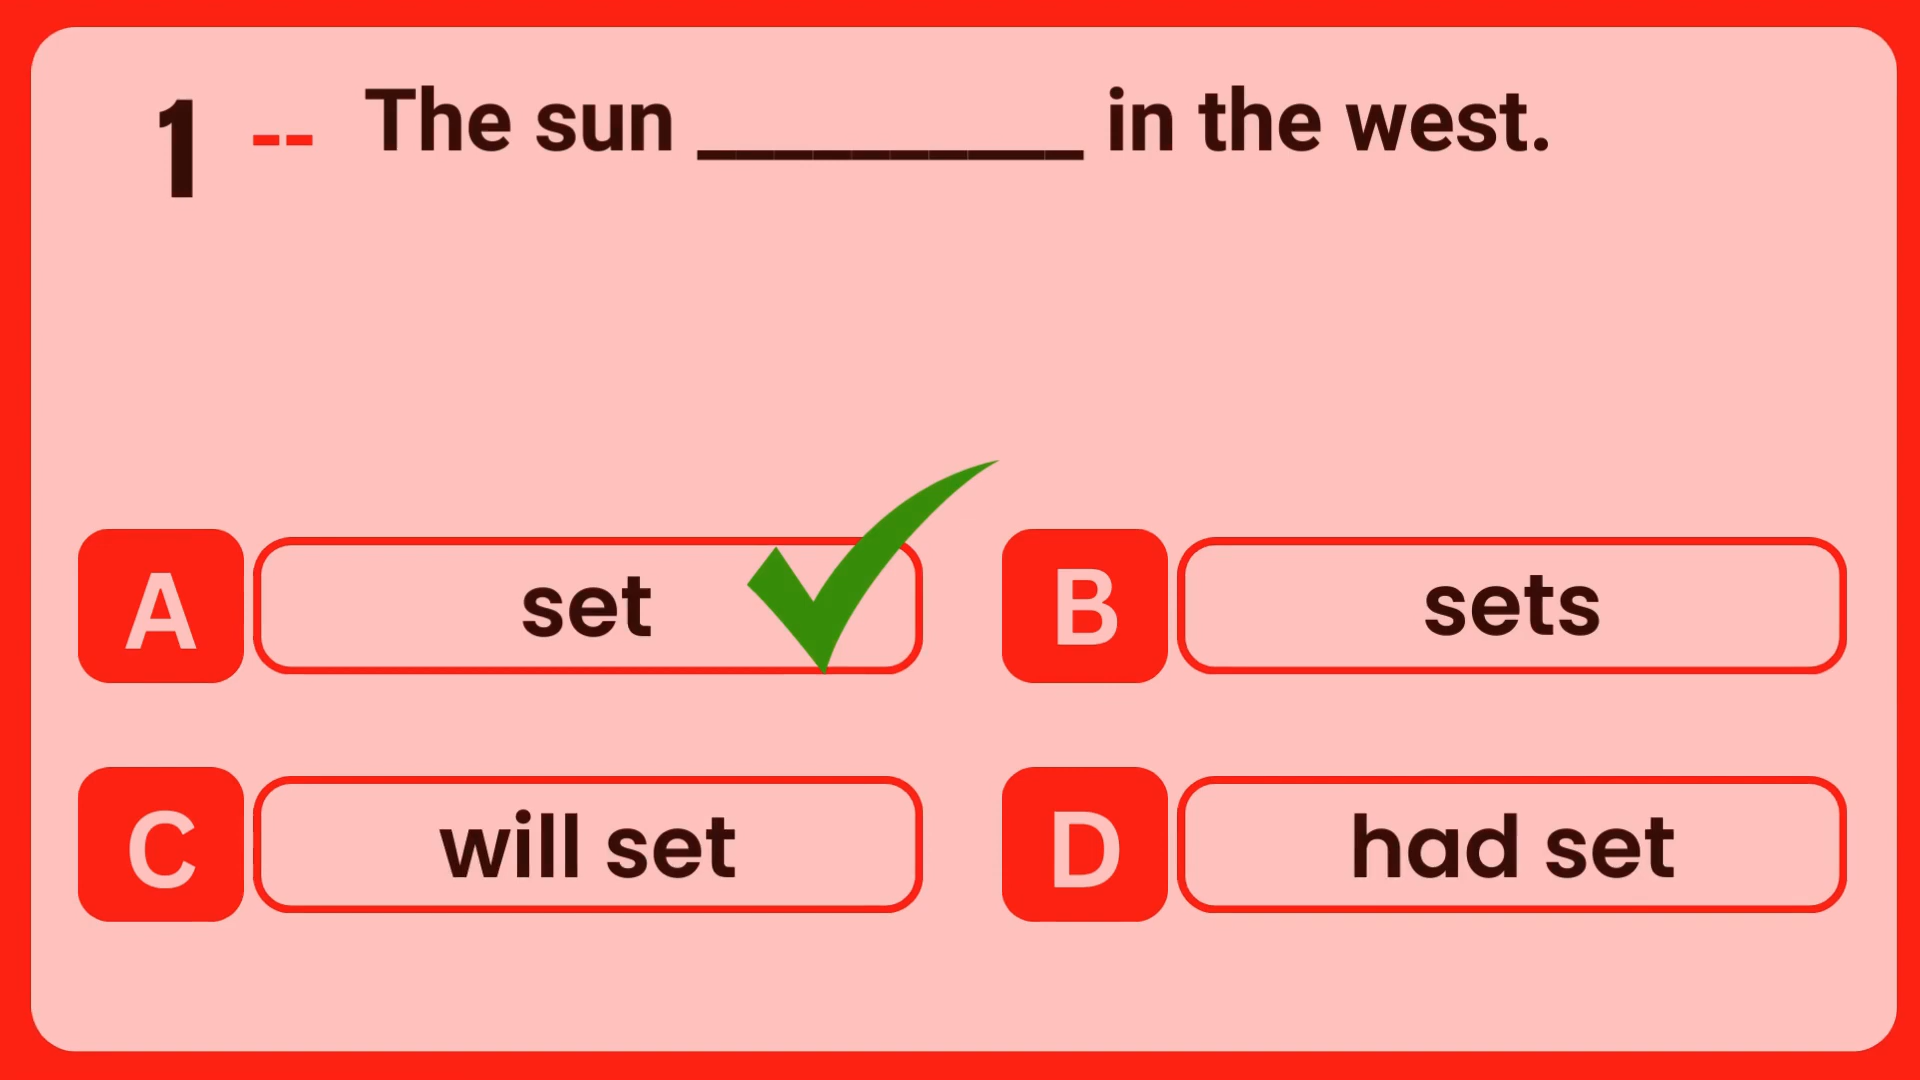 1 -- The sun __________ in the west.
A set
B sets
C will set
D had set